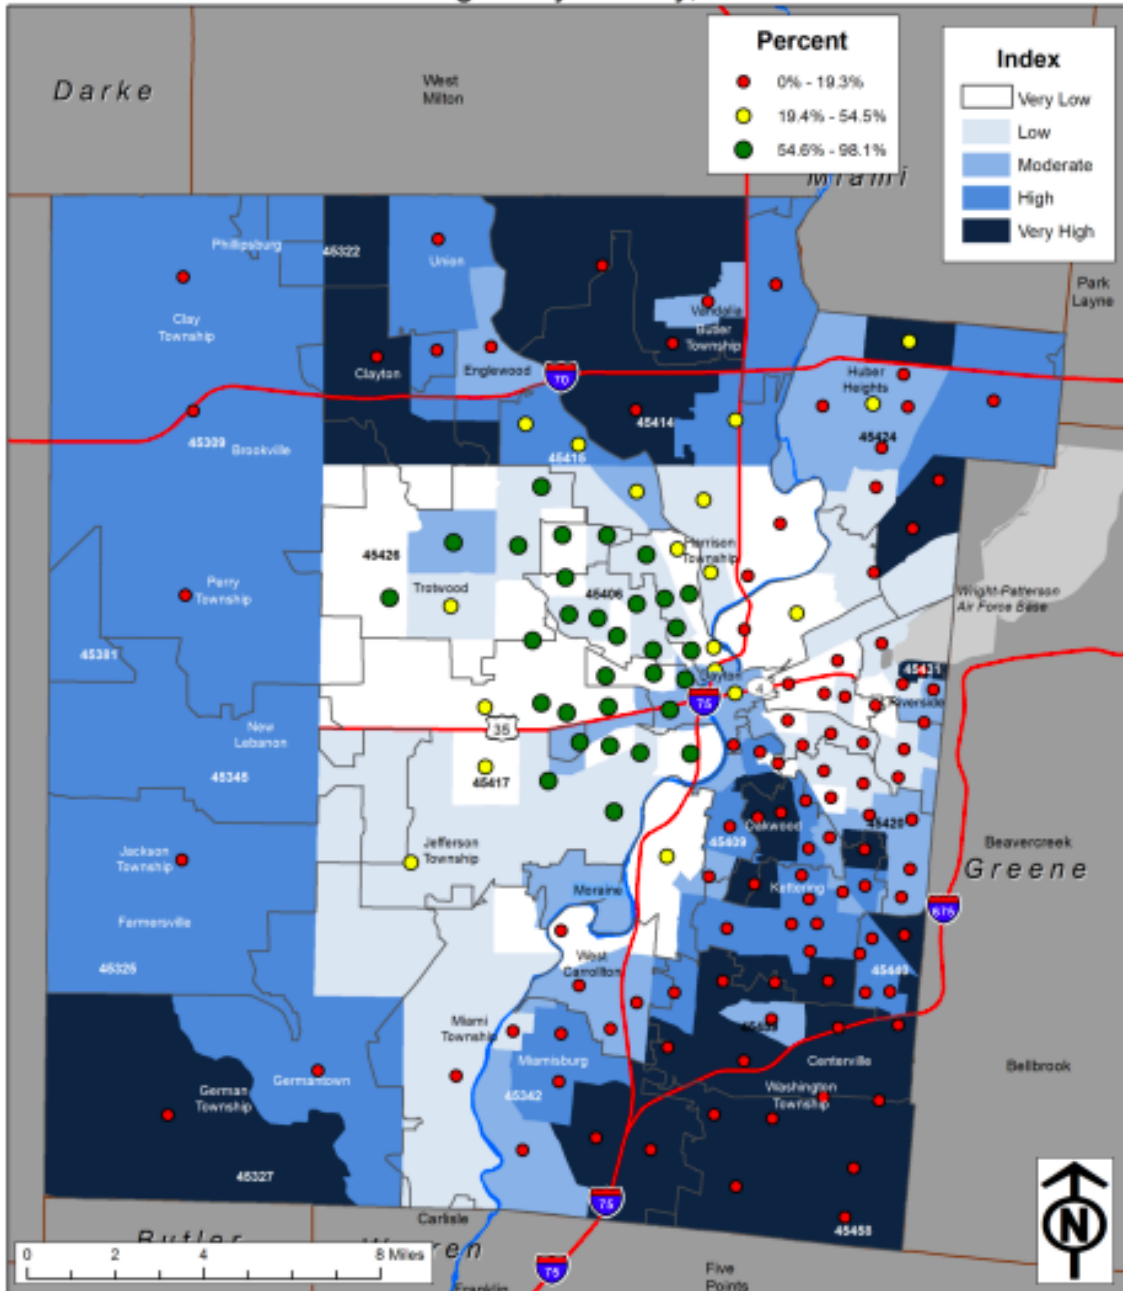 Percent
0% - 19.3%
19.4% - 54.5%
54.6% - 98.1%
Index
Very Low
Low
Moderate
High
Very High
Darke
West
Milton
Miami
Park
Layne
Phillipsburg
45322
Union
Clay
Township
Vandalia
Butler
Township
Clayton
Englewood
70
Huber
Heights
45309
Brookville
45414
45424
45415
45426
Harrison
Township
Trotwood
45406
Perry
Township
Wright-Patterson
Air Force Base
45381
45431
Dayton
4
Riverside
75
New
Lebanon
35
45345
45417
Oakwood
45420
45409
Jefferson
Township
Beavercreek
Greene
Jackson
Township
Moraine
Kettering
675
Farmersville
45325
West
Carrollton
45440
Miami
Township
Miamisburg
Centerville
Bellbrook
German
Township
Germantown
45342
Washington
Township
45327
75
N
Carlisle
45458
Butler
0 2 4 8 Miles
75
Franklin
Five
Points